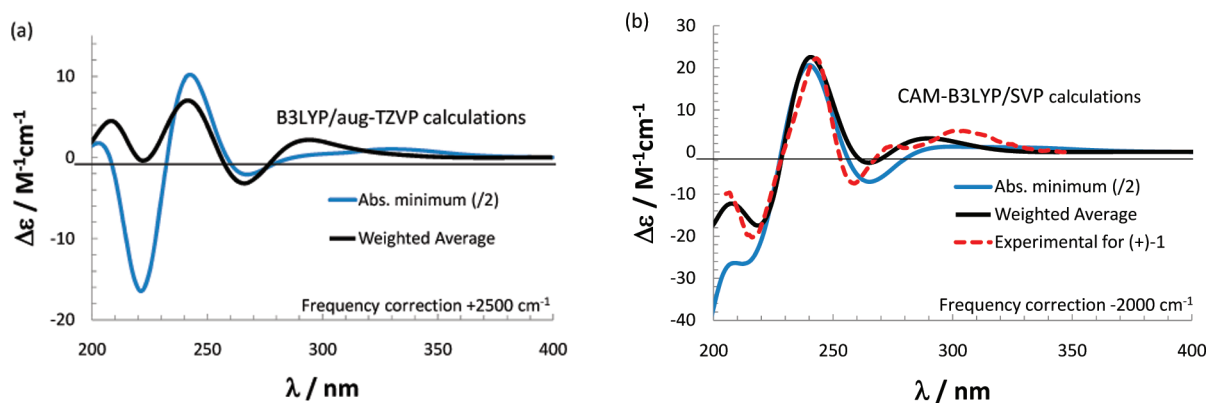 (a)
Δε / M⁻¹cm⁻¹
10
0
-10
-20
B3LYP/aug-TZVP calculations
Abs. minimum (/2)
Weighted Average
Frequency correction +2500 cm⁻¹
200 250 300 350 400
λ / nm
(b)
Δε / M⁻¹cm⁻¹
30
20
10
0
-10
-20
-30
-40
CAM-B3LYP/SVP calculations
Abs. minimum (/2)
Weighted Average
Experimental for (+)-1
Frequency correction -2000 cm⁻¹
200 250 300 350 400
λ / nm